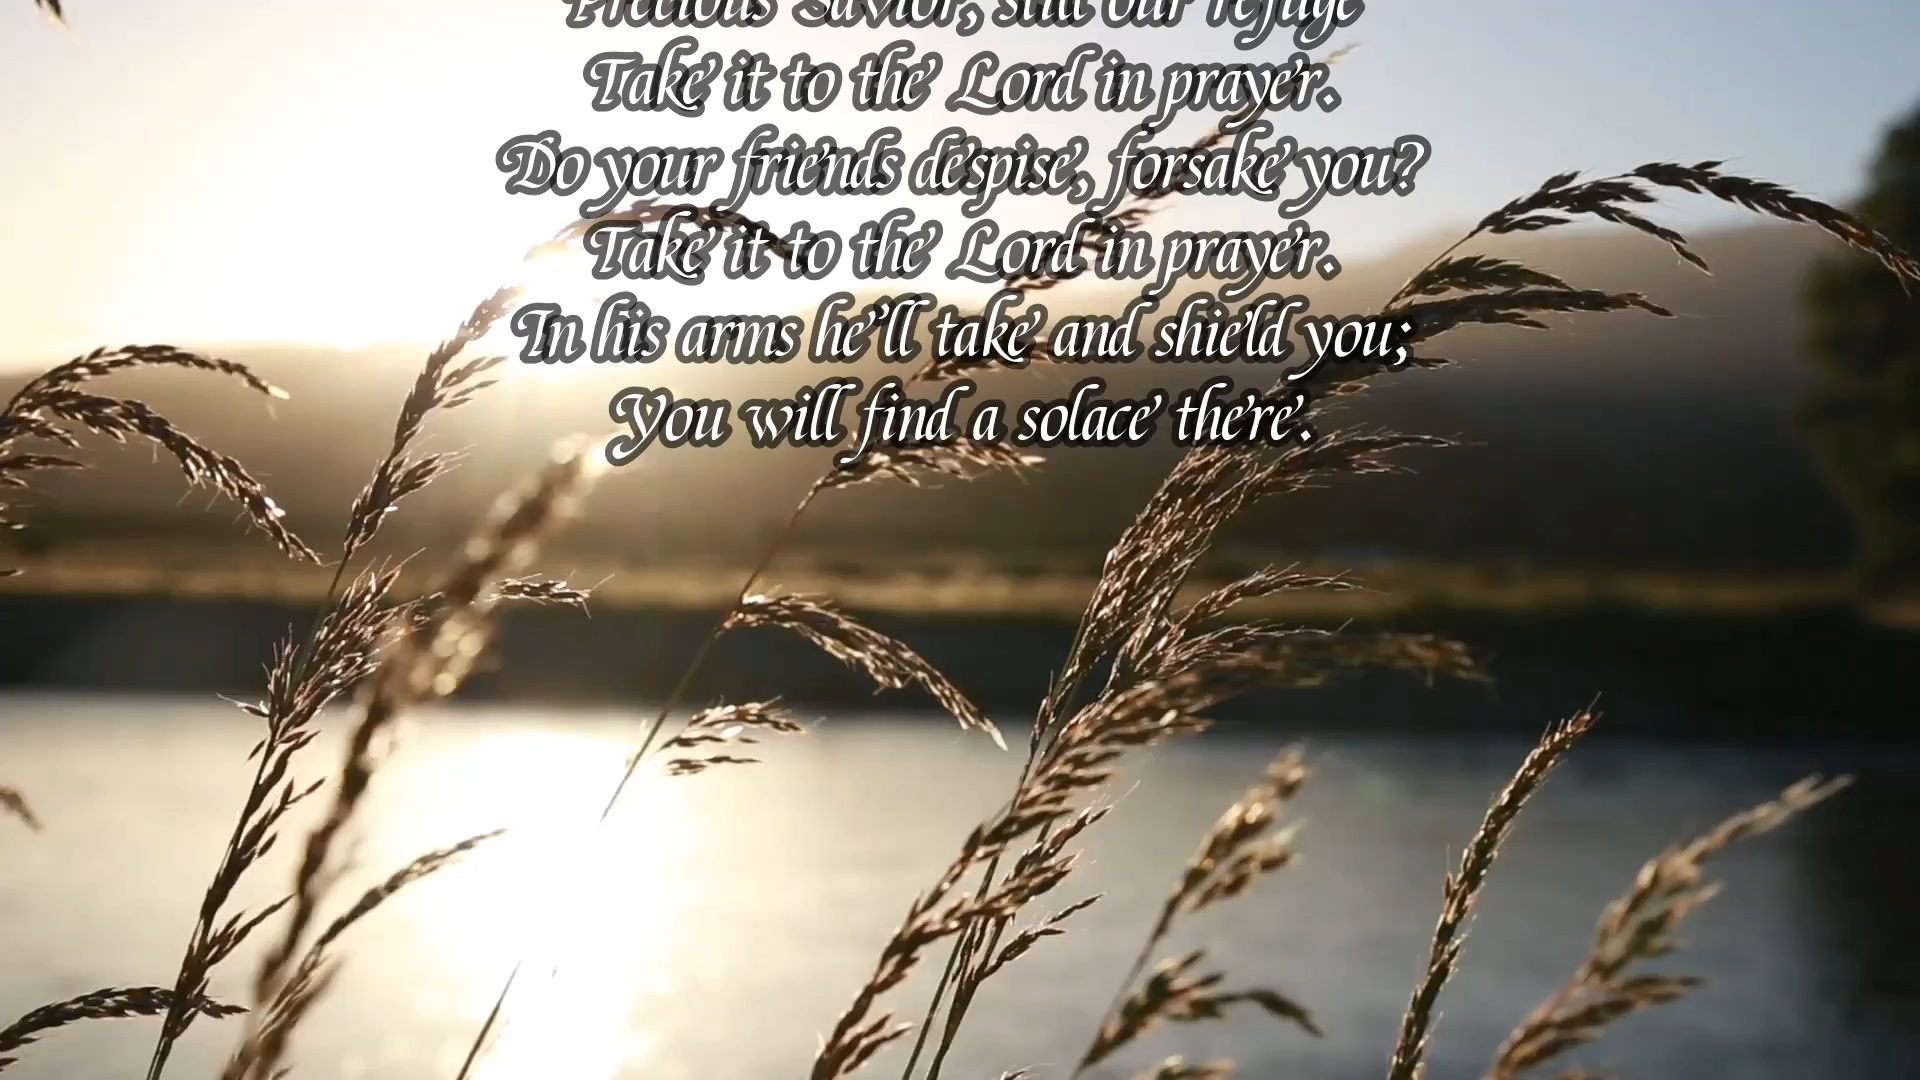 Precious Savior, still our refuge
Take it to the Lord in prayer.
Do your friends despise, forsake you?
Take it to the Lord in prayer.
In his arms he’ll take and shield you;
You will find a solace there.